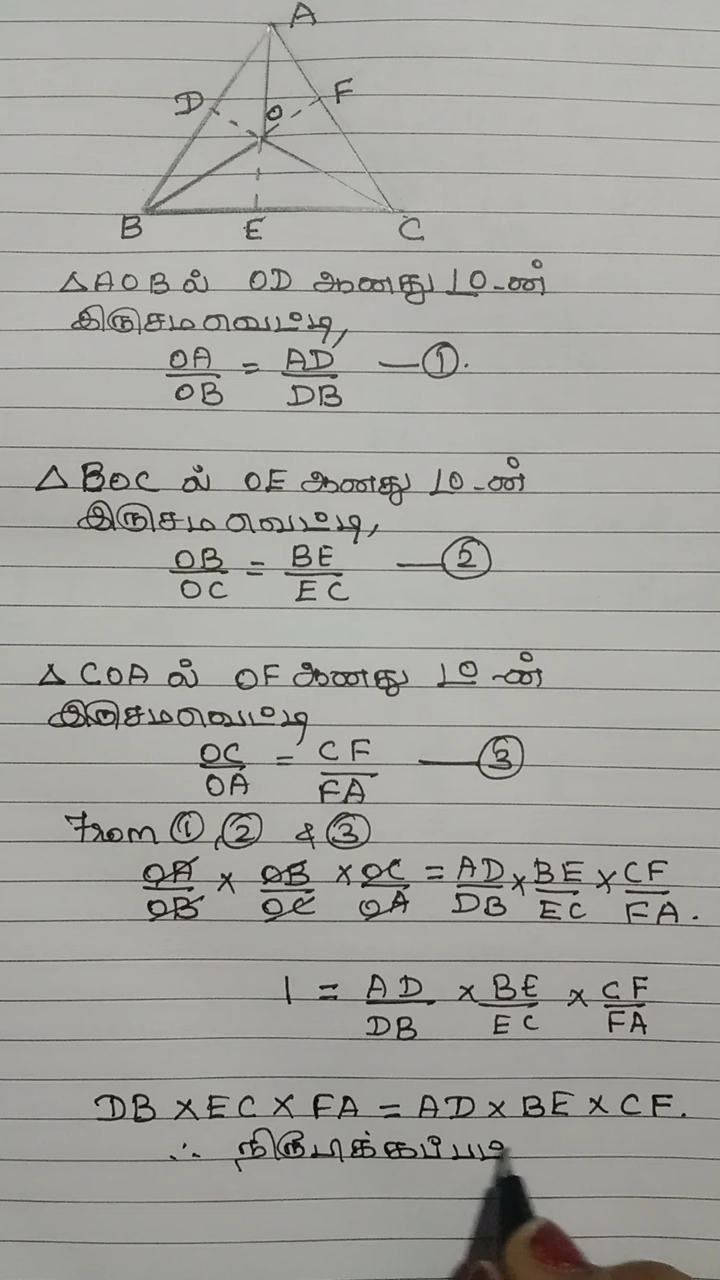 A
D
F
O
B
E
C
△AOB ல் OD ஆனது ∠O-ன்
இருசமவெட்டி,
OA/OB = AD/DB — ①.
△BOC ல் OE ஆனது ∠O-ன்
இருசமவெட்டி,
OB/OC = BE/EC — ②
△COA ல் OF ஆனது ∠O-ன்
இருசமவெட்டி
OC/OA = CF/FA — ③
From ①, ② & ③
OA/OB × OB/OC × OC/OA = AD/DB × BE/EC × CF/FA.
1 = AD/DB × BE/EC × CF/FA
DB × EC × FA = AD × BE × CF.
∴ நிரூபிக்கப்பட